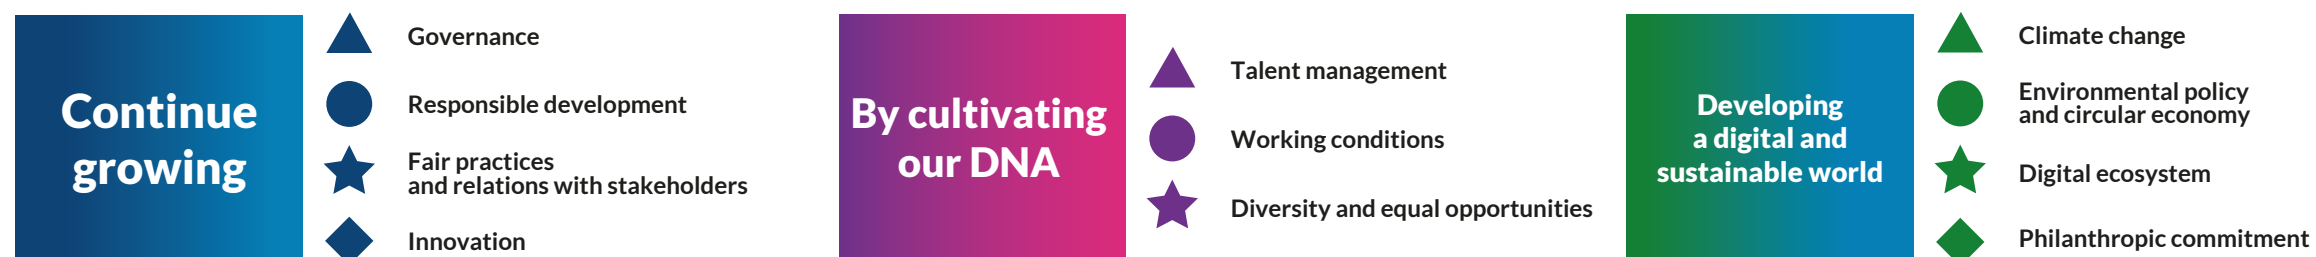 Continue
growing
Governance
Responsible development
Fair practices
and relations with stakeholders
Innovation
By cultivating
our DNA
Talent management
Working conditions
Diversity and equal opportunities
Developing
a digital and
sustainable world
Climate change
Environmental policy
and circular economy
Digital ecosystem
Philanthropic commitment